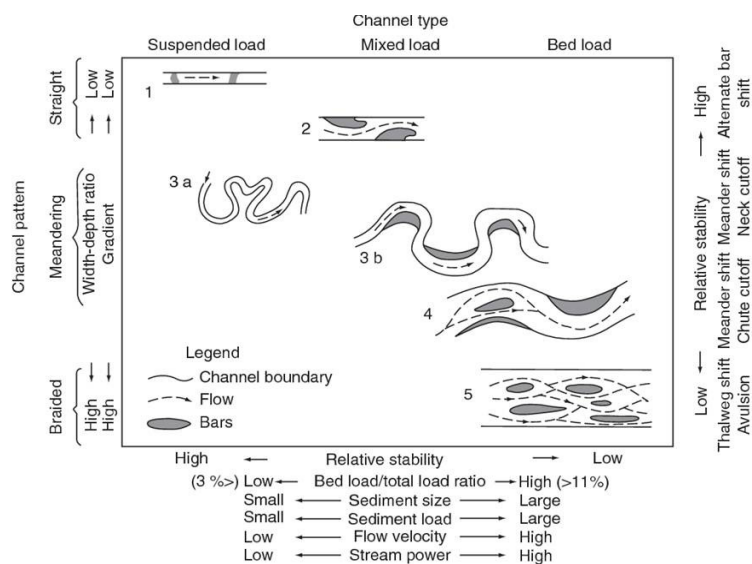 Channel type
Suspended load Mixed load Bed load
Channel pattern
Straight
Meandering
Braided
Low
Low
Width-depth ratio
Gradient
High
High
1
2
3 a
3 b
4
5
Legend
Channel boundary
Flow
Bars
High
Relative stability
Low
Alternate bar shift
Meander shift Neck cutoff
Meander shift Chute cutoff
Thalweg shift Avulsion
High Relative stability Low
(3 %>) Low Bed load/total load ratio High (>11%)
Small Sediment size Large
Small Sediment load Large
Low Flow velocity High
Low Stream power High